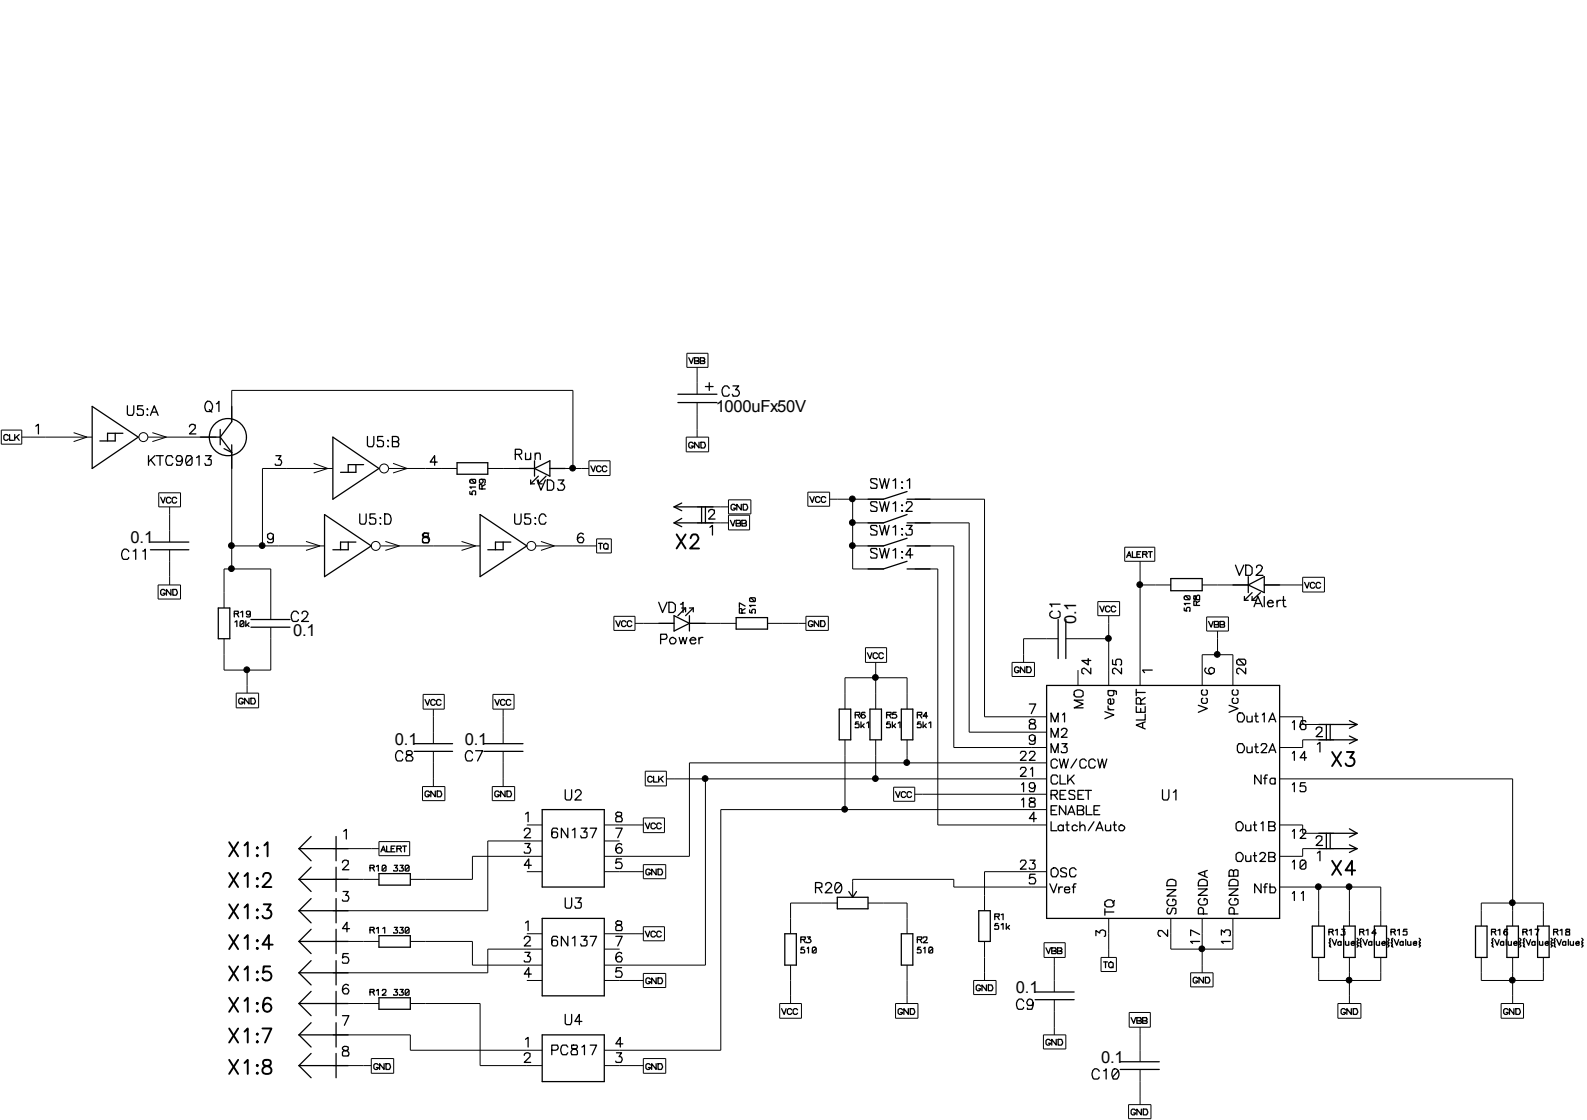 VBB
+ C3
1000uFx50V
GND
CLK 1 U5:A 2 Q1
KTC9013
3 U5:B 4 510 R9 Run VD3 VCC
VCC
0.1
C11
GND
9 U5:D 8 U5:C 6 TQ
R19
10k
C2
0.1
GND
GND
VBB
2
1
X2
VCC VD1 Power R7 510 GND
VCC
SW1:1
SW1:2
SW1:3
SW1:4
ALERT
510 R8 VD2 Alert VCC
C1 0.1 VCC
GND
VBB
24 25 1 6 20
MO Vreg ALERT Vcc Vcc
VCC
R6 5k1
R5 5k1
R4 5k1
VCC
0.1
C8
GND
VCC
0.1
C7
GND
CLK
VCC
7 M1
8 M2
9 M3
22 CW/CCW
21 CLK
19 RESET
18 ENABLE
4 Latch/Auto
23 OSC
5 Vref
U1
Out1A 16
Out2A 14
Nfa 15
Out1B 12
Out2B 10
Nfb 11
2
1
X3
2
1
X4
TQ SGND PGNDA PGNDB
3 2 17 13
TQ
GND
U2
6N137
1
2
3
4
8 VCC
7
6
5 GND
U3
6N137
1
2
3
4
8 VCC
7
6
5 GND
U4
PC817
1
2
4
3 GND
X1:1 1 ALERT
X1:2 2 R10 330
X1:3 3
X1:4 4 R11 330
X1:5 5
X1:6 6 R12 330
X1:7 7
X1:8 8 GND
R20
R3
510
VCC
R2
510
GND
R1
51k
GND
VBB
0.1
C9
GND
VBB
0.1
C10
GND
R13 {Value}
R14 {Value}
R15 {Value}
GND
R16 {Value}
R17 {Value}
R18 {Value}
GND